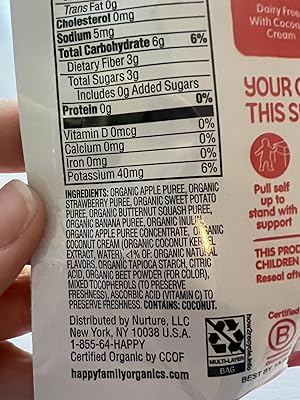 Trans Fat 0g
Cholesterol 0mg
Sodium 5mg
Total Carbohydrate 6g 6%
Dietary Fiber 3g
Total Sugars 3g
Includes 0g Added Sugars
0%
Protein 0g
Vitamin D 0mcg 0%
Calcium 0mg 0%
Iron 0mg 0%
Potassium 40mg 6%
INGREDIENTS: ORGANIC APPLE PUREE, ORGANIC
STRAWBERRY PUREE, ORGANIC SWEET POTATO
PUREE, ORGANIC BUTTERNUT SQUASH PUREE,
ORGANIC BANANA PUREE, ORGANIC INULIN,
ORGANIC APPLE PUREE CONCENTRATE, ORGANIC
COCONUT CREAM (ORGANIC COCONUT KERNEL
EXTRACT, WATER), <1% OF: ORGANIC NATURAL
FLAVORS, ORGANIC TAPIOCA STARCH, CITRIC
ACID, ORGANIC BEET POWDER (FOR COLOR),
MIXED TOCOPHEROLS (TO PRESERVE
FRESHNESS), ASCORBIC ACID (VITAMIN C) TO
PRESERVE FRESHNESS. CONTAINS: COCONUT.
Distributed by Nurture, LLC
New York, NY 10038 U.S.A.
1-855-64-HAPPY
Certified Organic by CCOF
happyfamilyorganics.com
MULTI-LAYER
BAG
how2recycle.info
Dairy Free
With Coconut
Cream
YOUR
THIS
Pull self
up to
stand with
support
THIS PROD
CHILDREN
Reseal after
Certified
B
BEST BY